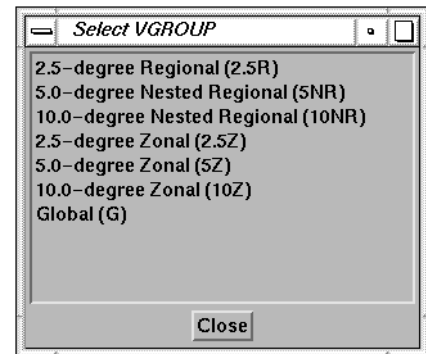 Select VGROUP
2.5-degree Regional (2.5R)
5.0-degree Nested Regional (5NR)
10.0-degree Nested Regional (10NR)
2.5-degree Zonal (2.5Z)
5.0-degree Zonal (5Z)
10.0-degree Zonal (10Z)
Global (G)
Close